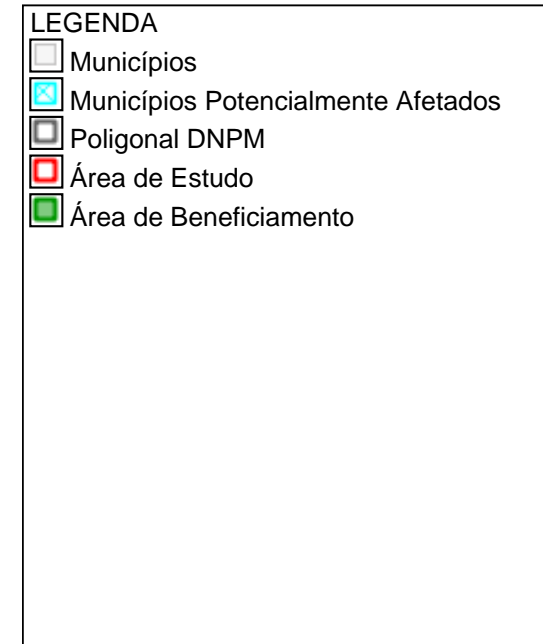 LEGENDA
Municípios
Municípios Potencialmente Afetados
Poligonal DNPM
Área de Estudo
Área de Beneficiamento